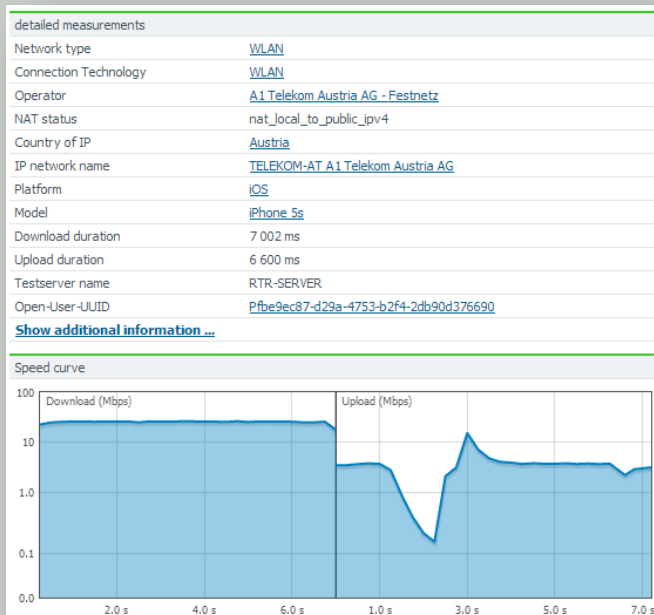 detailed measurements
Network type WLAN
Connection Technology WLAN
Operator A1 Telekom Austria AG - Festnetz
NAT status nat_local_to_public_ipv4
Country of IP Austria
IP network name TELEKOM-AT A1 Telekom Austria AG
Platform iOS
Model iPhone 5s
Download duration 7 002 ms
Upload duration 6 600 ms
Testserver name RTR-SERVER
Open-User-UUID Pfbe9ec87-d29a-4753-b2f4-2db90d376690
Show additional information ...
Speed curve
100 Download (Mbps) Upload (Mbps)
10
1.0
0.1
0.0
2.0 s 4.0 s 6.0 s 1.0 s 3.0 s 5.0 s 7.0 s